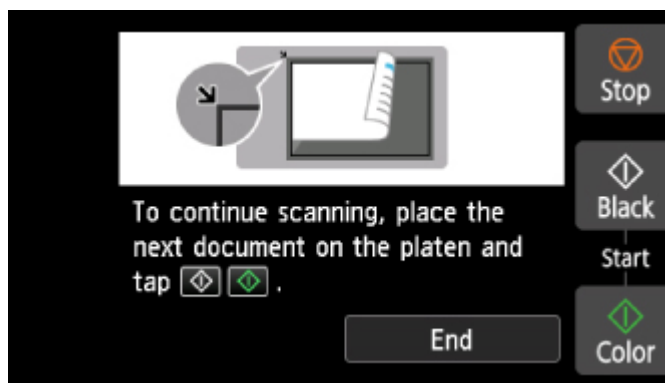 To continue scanning, place the
next document on the platen and
tap .
End
Stop
Black
Start
Color